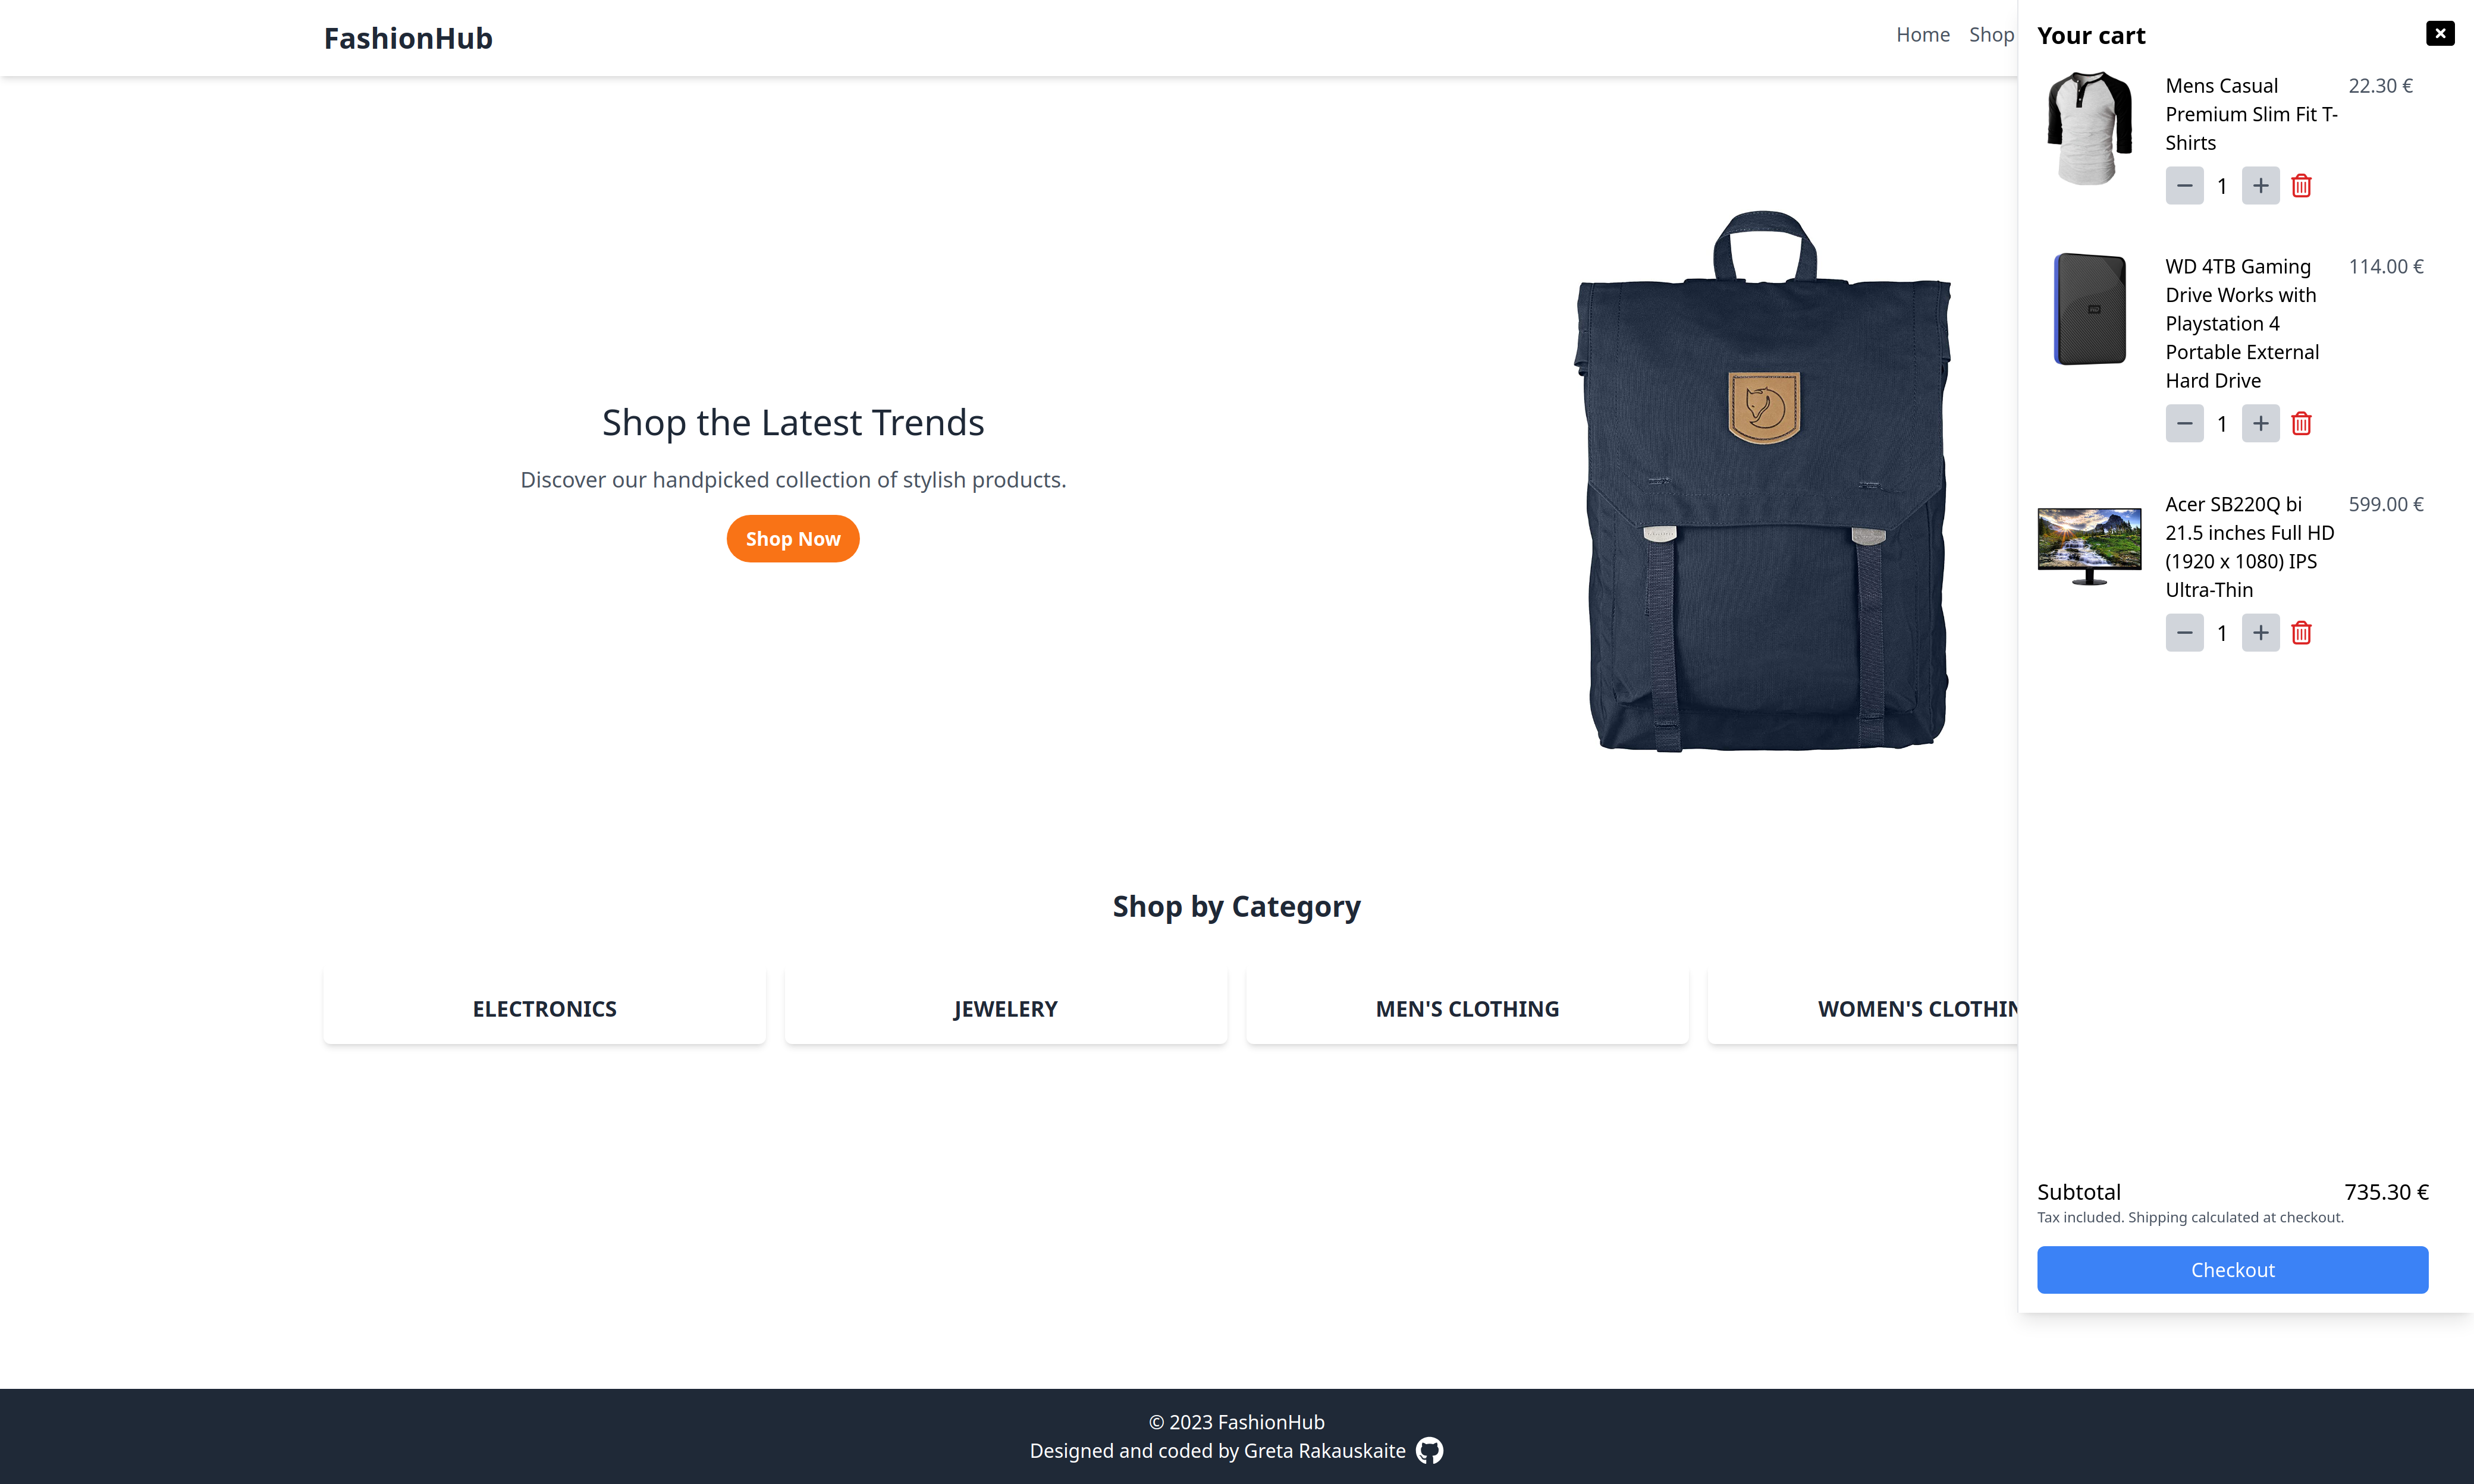 FashionHub
Home
Shop
Shop the Latest Trends
Discover our handpicked collection of stylish products.
Shop Now
Shop by Category
ELECTRONICS
JEWELERY
MEN'S CLOTHING
WOMEN'S CLOTHIN
Your cart
Mens Casual
Premium Slim Fit T-
Shirts
22.30 €
1
WD 4TB Gaming
Drive Works with
Playstation 4
Portable External
Hard Drive
114.00 €
1
Acer SB220Q bi
21.5 inches Full HD
(1920 x 1080) IPS
Ultra-Thin
599.00 €
1
Subtotal
735.30 €
Tax included. Shipping calculated at checkout.
Checkout
© 2023 FashionHub
Designed and coded by Greta Rakauskaite